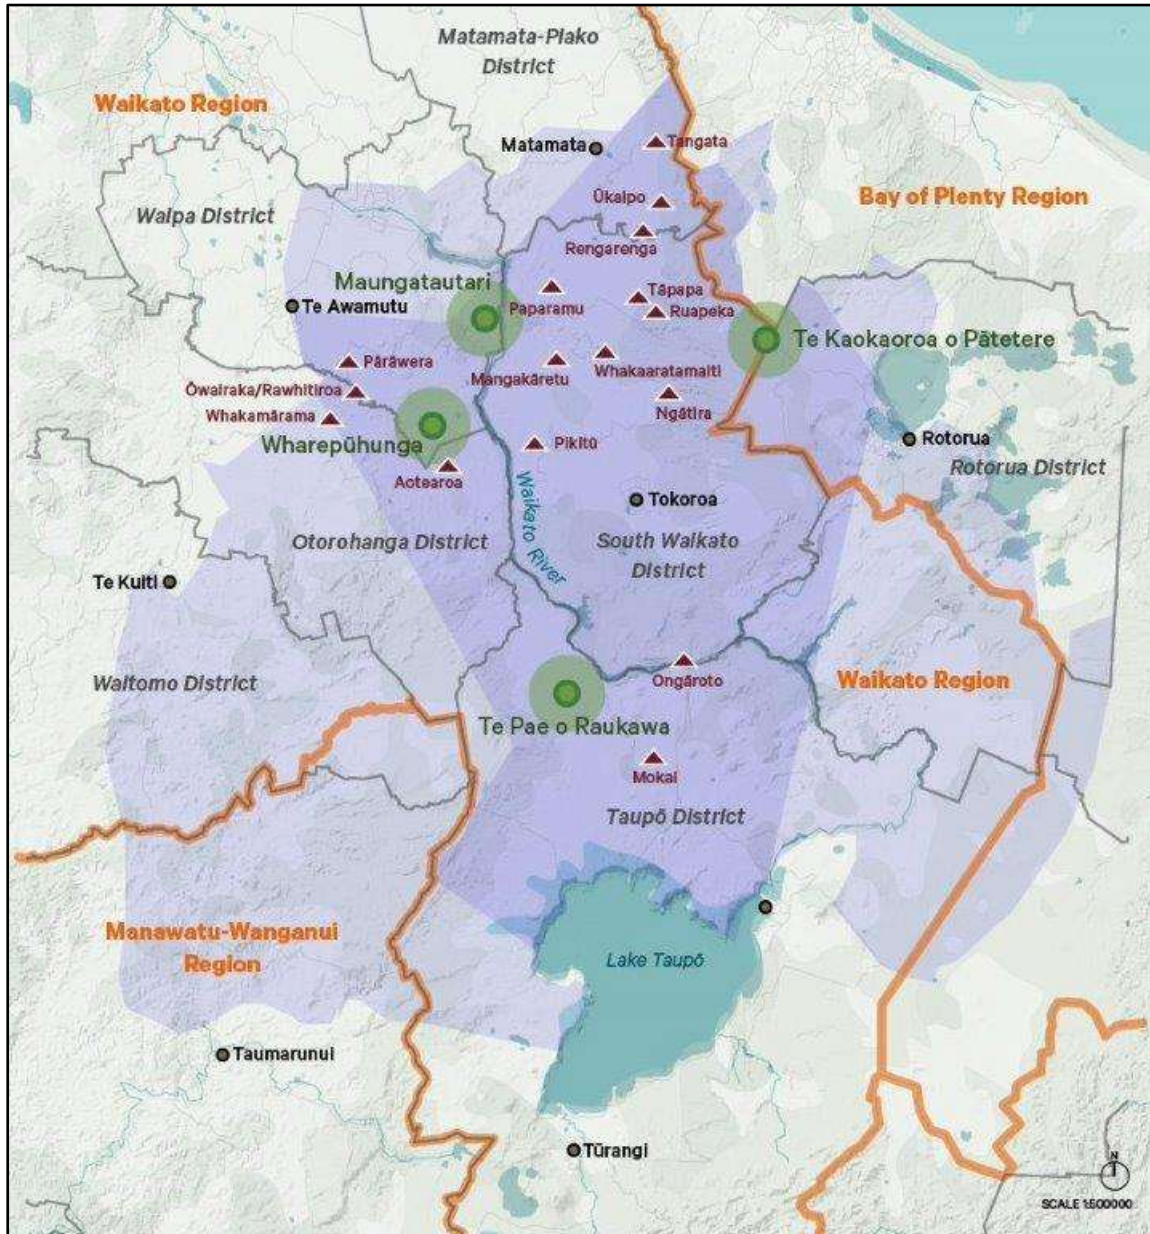 Matamata-Piako
District
Waikato Region
Matamata
Tangata
Ūkaipo
Bay of Plenty Region
Waipa District
Rengarenga
Maungatautari
Te Awamutu
Paparamu
Tāpapa
Ruapeka
Te Kaokaoroa o Pātetere
Pārāwera
Mangakāretu
Whakaaratamaiti
Ōwairaka/Rawhitiroa
Ngātira
Whakamārama
Wharepūhunga
Pikitū
Rotorua
Rotorua District
Aotearoa
Waikato River
Tokoroa
Otorohanga District
South Waikato
District
Te Kuiti
Waitomo District
Ongāroto
Waikato Region
Te Pae o Raukawa
Mokai
Taupō District
Manawatu-Wanganui
Region
Lake Taupō
Taumarunui
Tūrangi
N
SCALE 1:500000